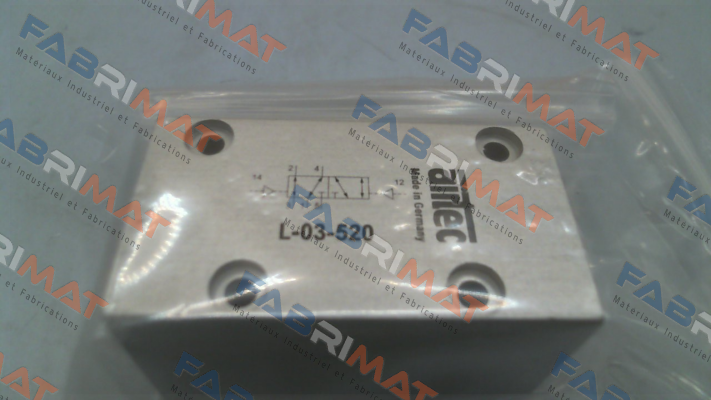 airtec
Made in Germany
2 4
14 12
L-03-520
FABRIMAT
Materiaux Industriel et Fabrications